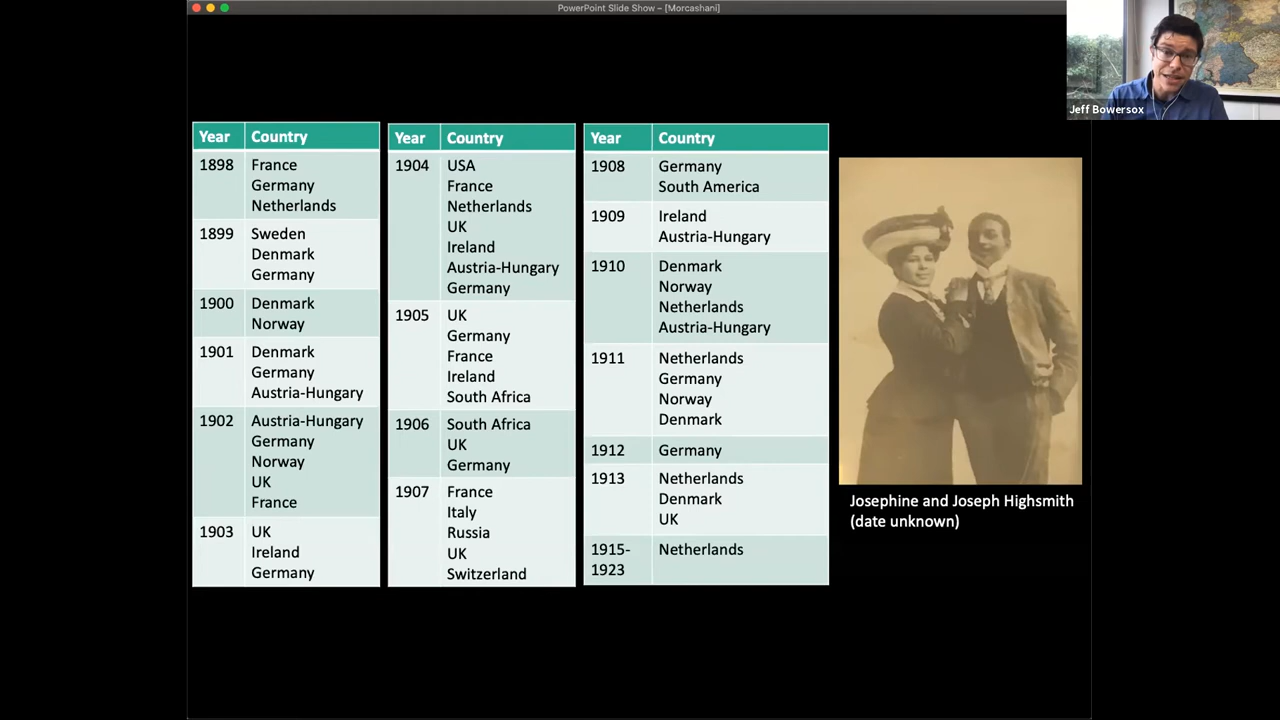 PowerPoint Slide Show – [Morcashani]
Jeff Bowersox
Year Country
1898 France
Germany
Netherlands
1899 Sweden
Denmark
Germany
1900 Denmark
Norway
1901 Denmark
Germany
Austria-Hungary
1902 Austria-Hungary
Germany
Norway
UK
France
1903 UK
Ireland
Germany
Year Country
1904 USA
France
Netherlands
UK
Ireland
Austria-Hungary
Germany
1905 UK
Germany
France
Ireland
South Africa
1906 South Africa
UK
Germany
1907 France
Italy
Russia
UK
Switzerland
Year Country
1908 Germany
South America
1909 Ireland
Austria-Hungary
1910 Denmark
Norway
Netherlands
Austria-Hungary
1911 Netherlands
Germany
Norway
Denmark
1912 Germany
1913 Netherlands
Denmark
UK
1915- Netherlands
1923
Josephine and Joseph Highsmith
(date unknown)